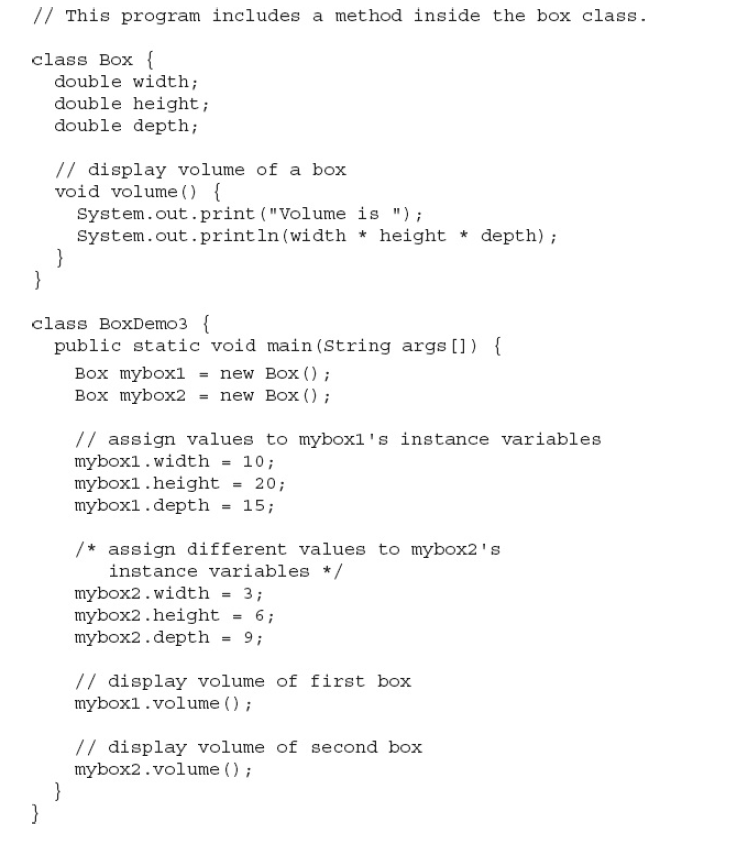 // This program includes a method inside the box class.
class Box {
double width;
double height;
double depth;
// display volume of a box
void volume() {
System.out.print("Volume is ");
System.out.println(width * height * depth);
}
}
class BoxDemo3 {
public static void main(String args[]) {
Box mybox1 = new Box();
Box mybox2 = new Box();
// assign values to mybox1's instance variables
mybox1.width = 10;
mybox1.height = 20;
mybox1.depth = 15;
/* assign different values to mybox2's
instance variables */
mybox2.width = 3;
mybox2.height = 6;
mybox2.depth = 9;
// display volume of first box
mybox1.volume();
// display volume of second box
mybox2.volume();
}
}